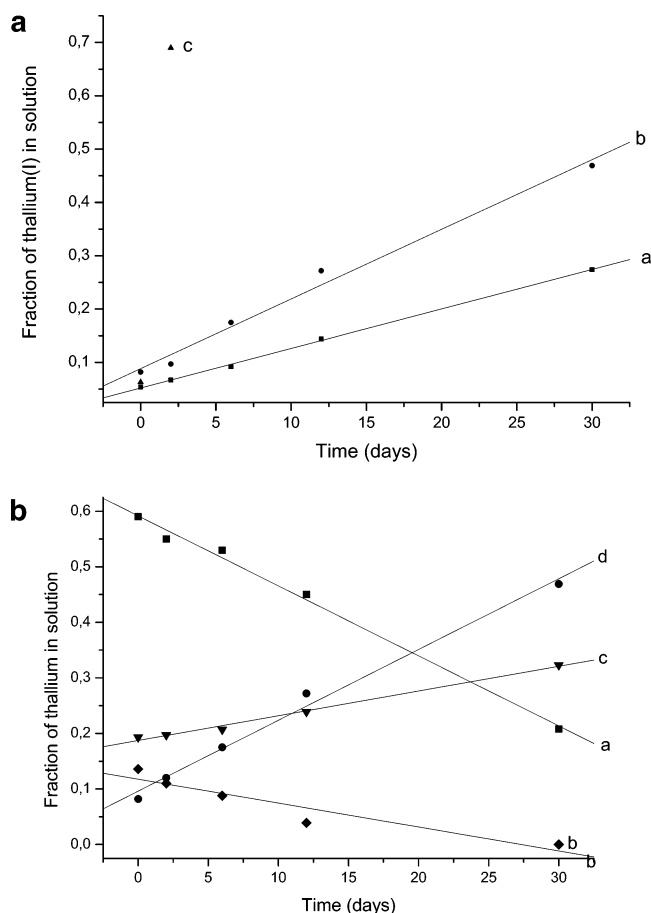 a
0,7
0,6
0,5
0,4
0,3
0,2
0,1
Fraction of thallium(I) in solution
c
b
a
0 5 10 15 20 25 30
Time (days)
b
0,6
0,5
0,4
0,3
0,2
0,1
0,0
Fraction of thallium in solution
d
c
a
b
b
0 5 10 15 20 25 30
Time (days)